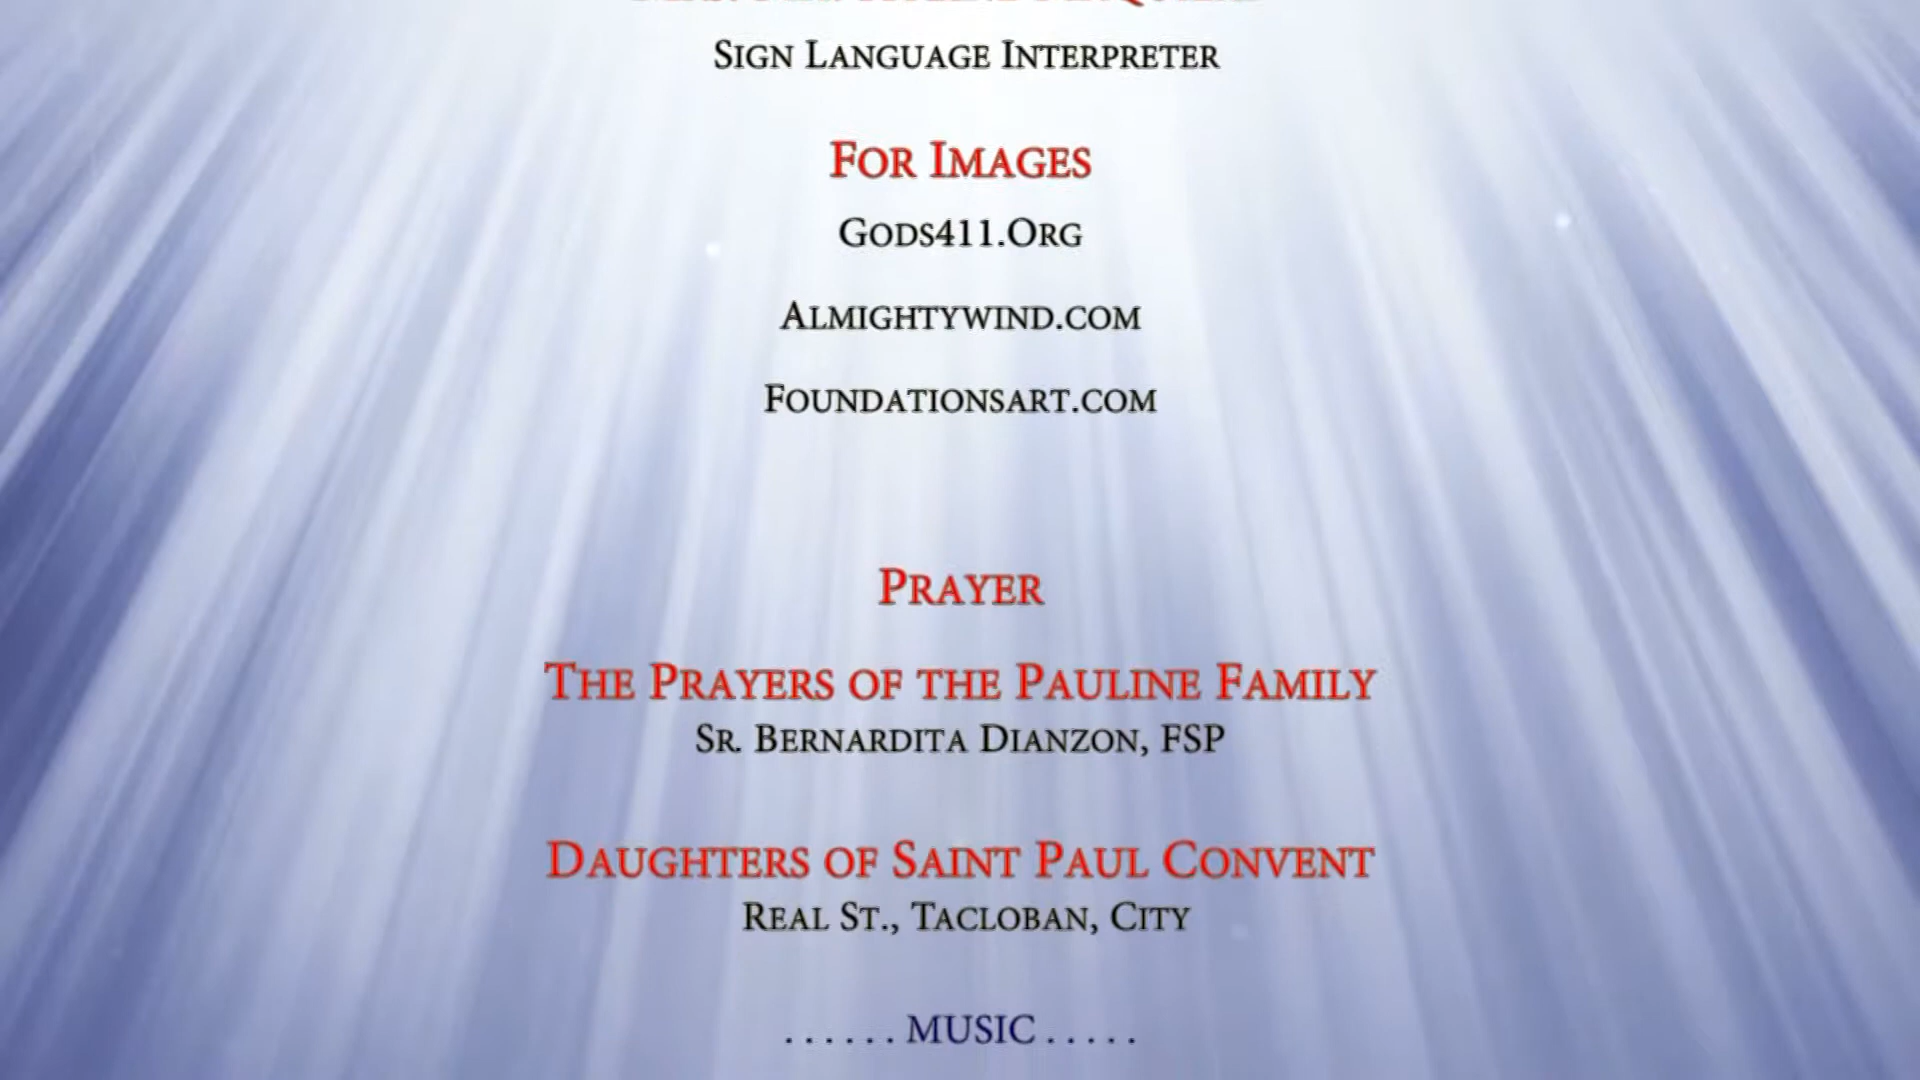 Sign Language Interpreter
For Images
Gods411.Org
Almightywind.com
Foundationsart.com
Prayer
The Prayers of the Pauline Family
Sr. Bernardita Dianzon, FSP
Daughters of Saint Paul Convent
Real St., Tacloban, City
. . . . . . MUSIC . . . . .